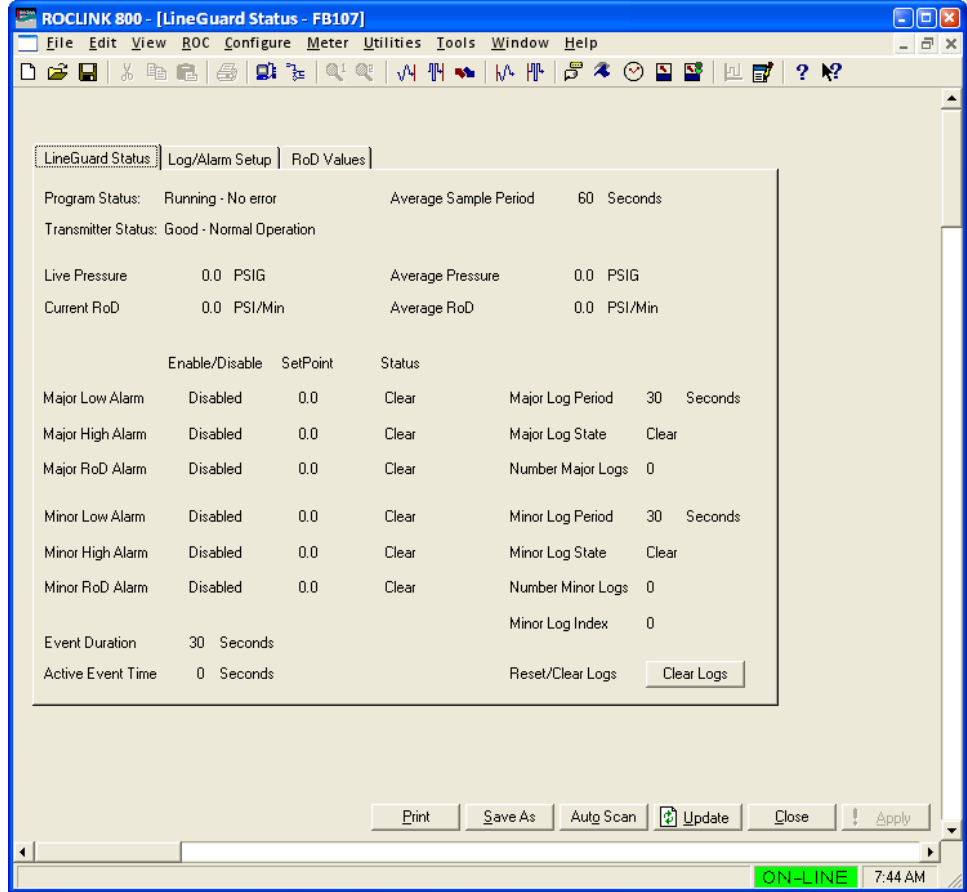 ROCLINK 800 - [LineGuard Status - FB107]
File Edit View ROC Configure Meter Utilities Tools Window Help
LineGuard Status Log/Alarm Setup RoD Values
Program Status: Running - No error Average Sample Period 60 Seconds
Transmitter Status: Good - Normal Operation
Live Pressure 0.0 PSIG Average Pressure 0.0 PSIG
Current RoD 0.0 PSI/Min Average RoD 0.0 PSI/Min
Enable/Disable SetPoint Status
Major Low Alarm Disabled 0.0 Clear Major Log Period 30 Seconds
Major High Alarm Disabled 0.0 Clear Major Log State Clear
Major RoD Alarm Disabled 0.0 Clear Number Major Logs 0
Minor Low Alarm Disabled 0.0 Clear Minor Log Period 30 Seconds
Minor High Alarm Disabled 0.0 Clear Minor Log State Clear
Minor RoD Alarm Disabled 0.0 Clear Number Minor Logs 0
Minor Log Index 0
Event Duration 30 Seconds
Active Event Time 0 Seconds Reset/Clear Logs Clear Logs
Print Save As Auto Scan Update Close ! Apply
ON-LINE 7:44 AM